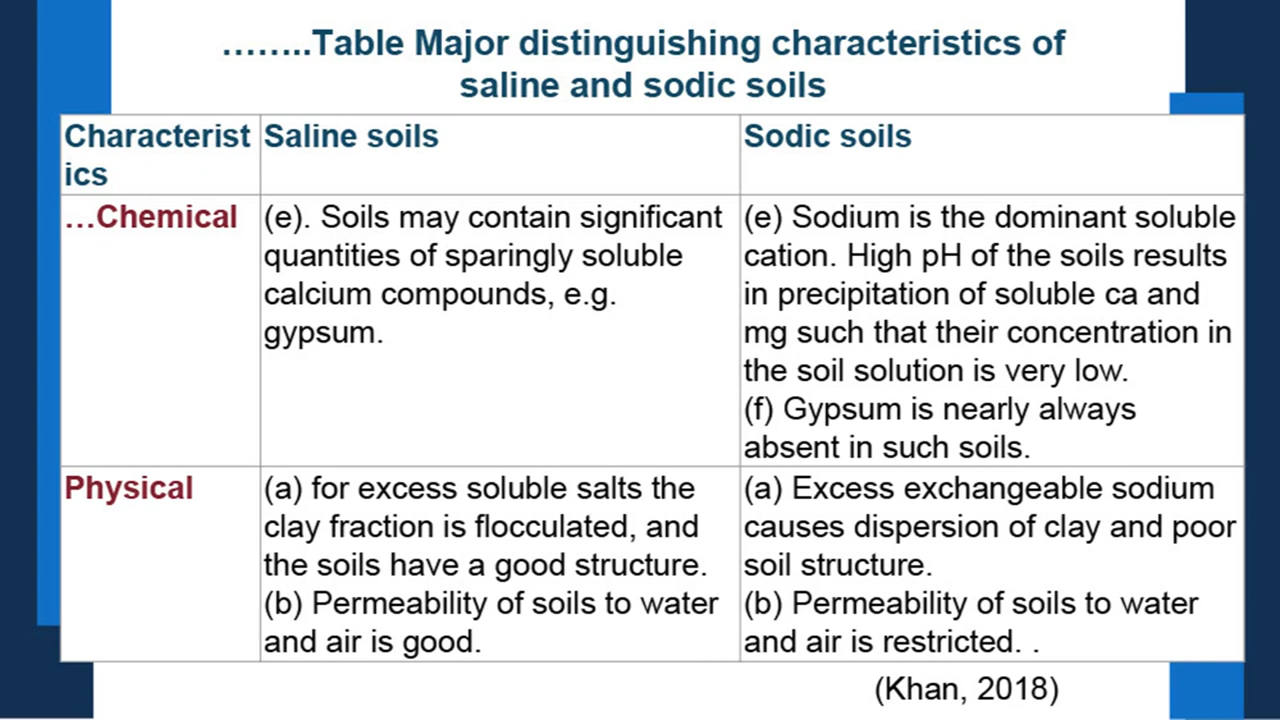 ……..Table Major distinguishing characteristics of
saline and sodic soils
Characterist
ics
Saline soils
Sodic soils
…Chemical
(e). Soils may contain significant
quantities of sparingly soluble
calcium compounds, e.g.
gypsum.
(e) Sodium is the dominant soluble
cation. High pH of the soils results
in precipitation of soluble ca and
mg such that their concentration in
the soil solution is very low.
(f) Gypsum is nearly always
absent in such soils.
Physical
(a) for excess soluble salts the
clay fraction is flocculated, and
the soils have a good structure.
(b) Permeability of soils to water
and air is good.
(a) Excess exchangeable sodium
causes dispersion of clay and poor
soil structure.
(b) Permeability of soils to water
and air is restricted. .
(Khan, 2018)